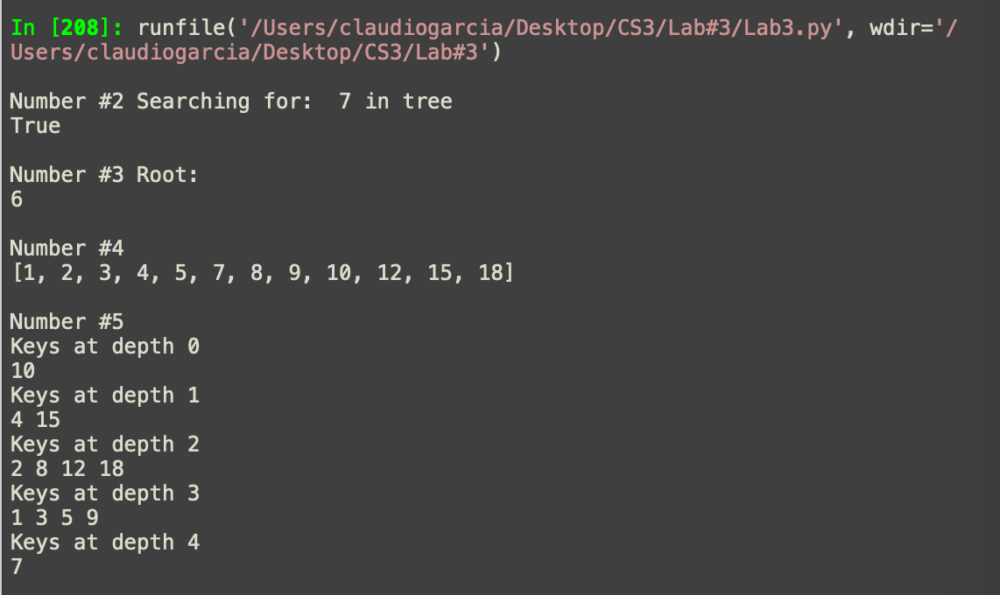 In [208]: runfile('/Users/claudiogarcia/Desktop/CS3/Lab#3/Lab3.py', wdir='/
Users/claudiogarcia/Desktop/CS3/Lab#3')
Number #2 Searching for:  7 in tree
True
Number #3 Root:
6
Number #4
[1, 2, 3, 4, 5, 7, 8, 9, 10, 12, 15, 18]
Number #5
Keys at depth 0
10
Keys at depth 1
4 15
Keys at depth 2
2 8 12 18
Keys at depth 3
1 3 5 9
Keys at depth 4
7